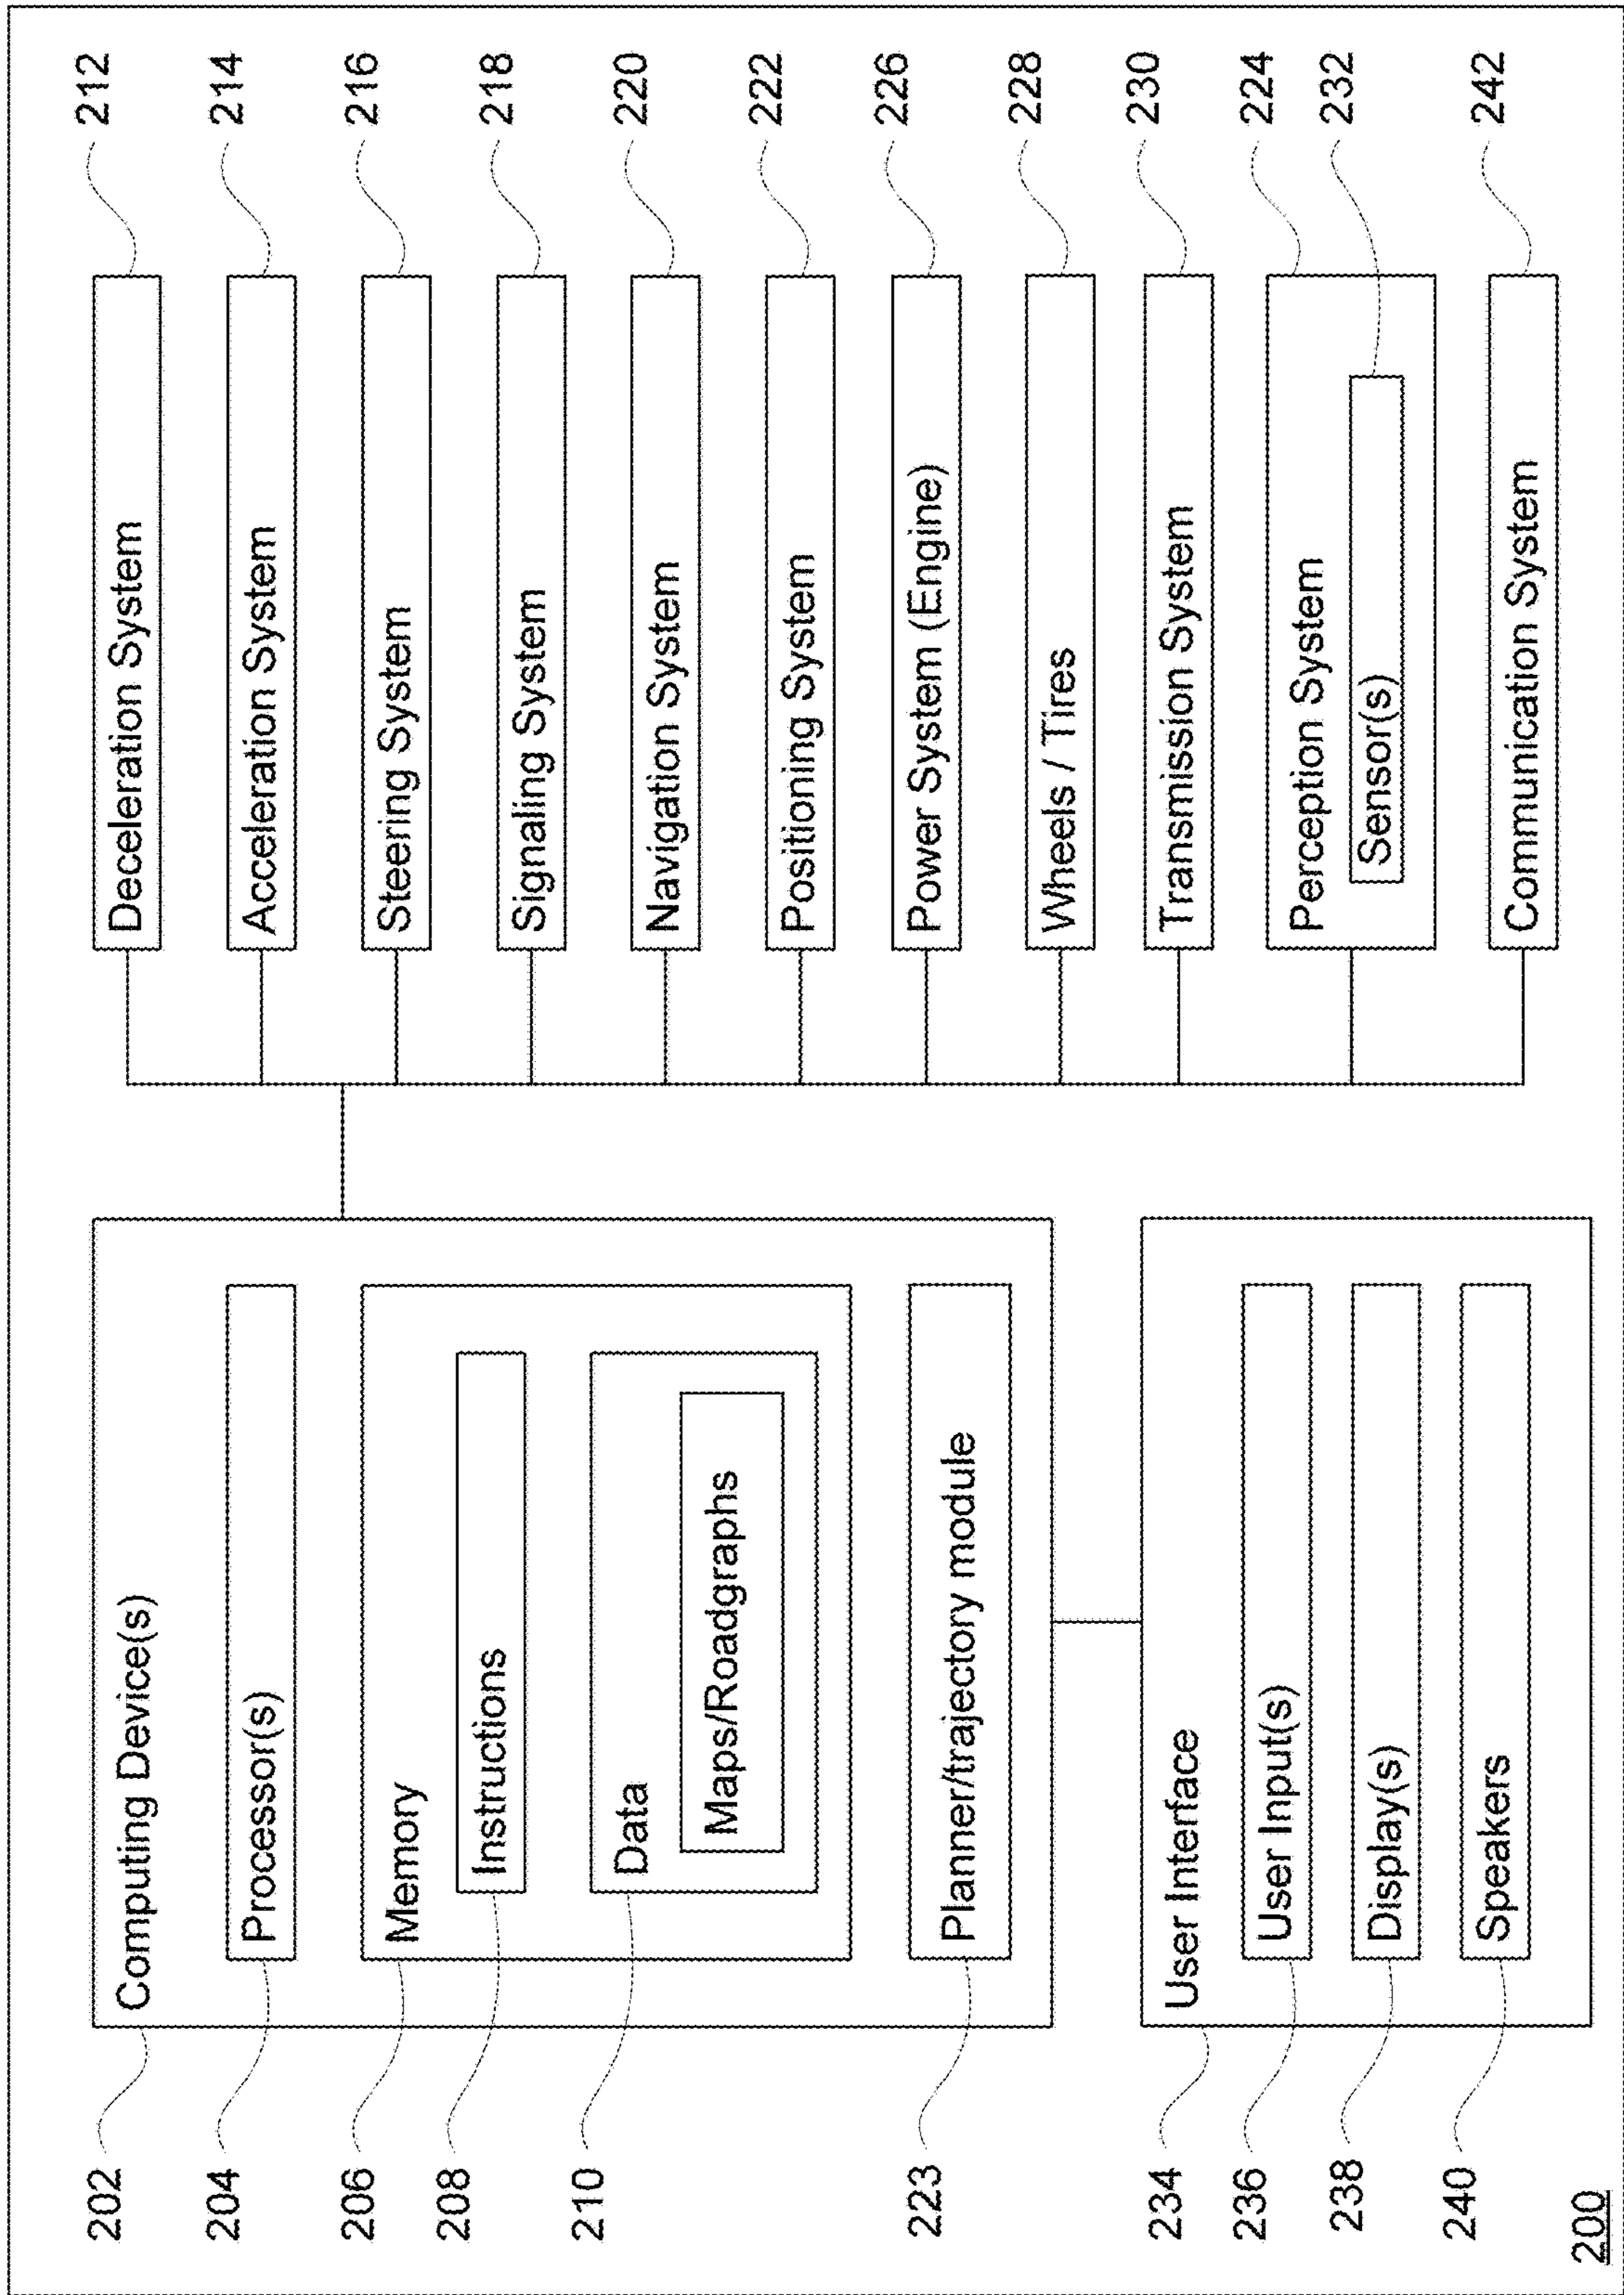 202
Computing Device(s)
204
Processor(s)
206
Memory
208
Instructions
210
Data
Maps/Roadgraphs
223
Planner/trajectory module
234
User Interface
236
User Input(s)
238
Display(s)
240
Speakers
200
Deceleration System
212
Acceleration System
214
Steering System
216
Signaling System
218
Navigation System
220
Positioning System
222
Power System (Engine)
226
Wheels / Tires
228
Transmission System
230
Perception System
224
Sensor(s)
232
Communication System
242